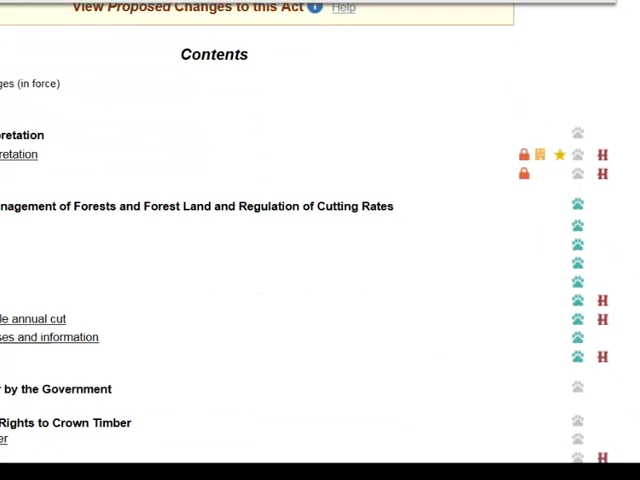 View Proposed Changes to this Act i Help
Contents
ges (in force)
retation
retation H
H
nagement of Forests and Forest Land and Regulation of Cutting Rates
H
le annual cut H
ses and information
H
by the Government
Rights to Crown Timber
er
H